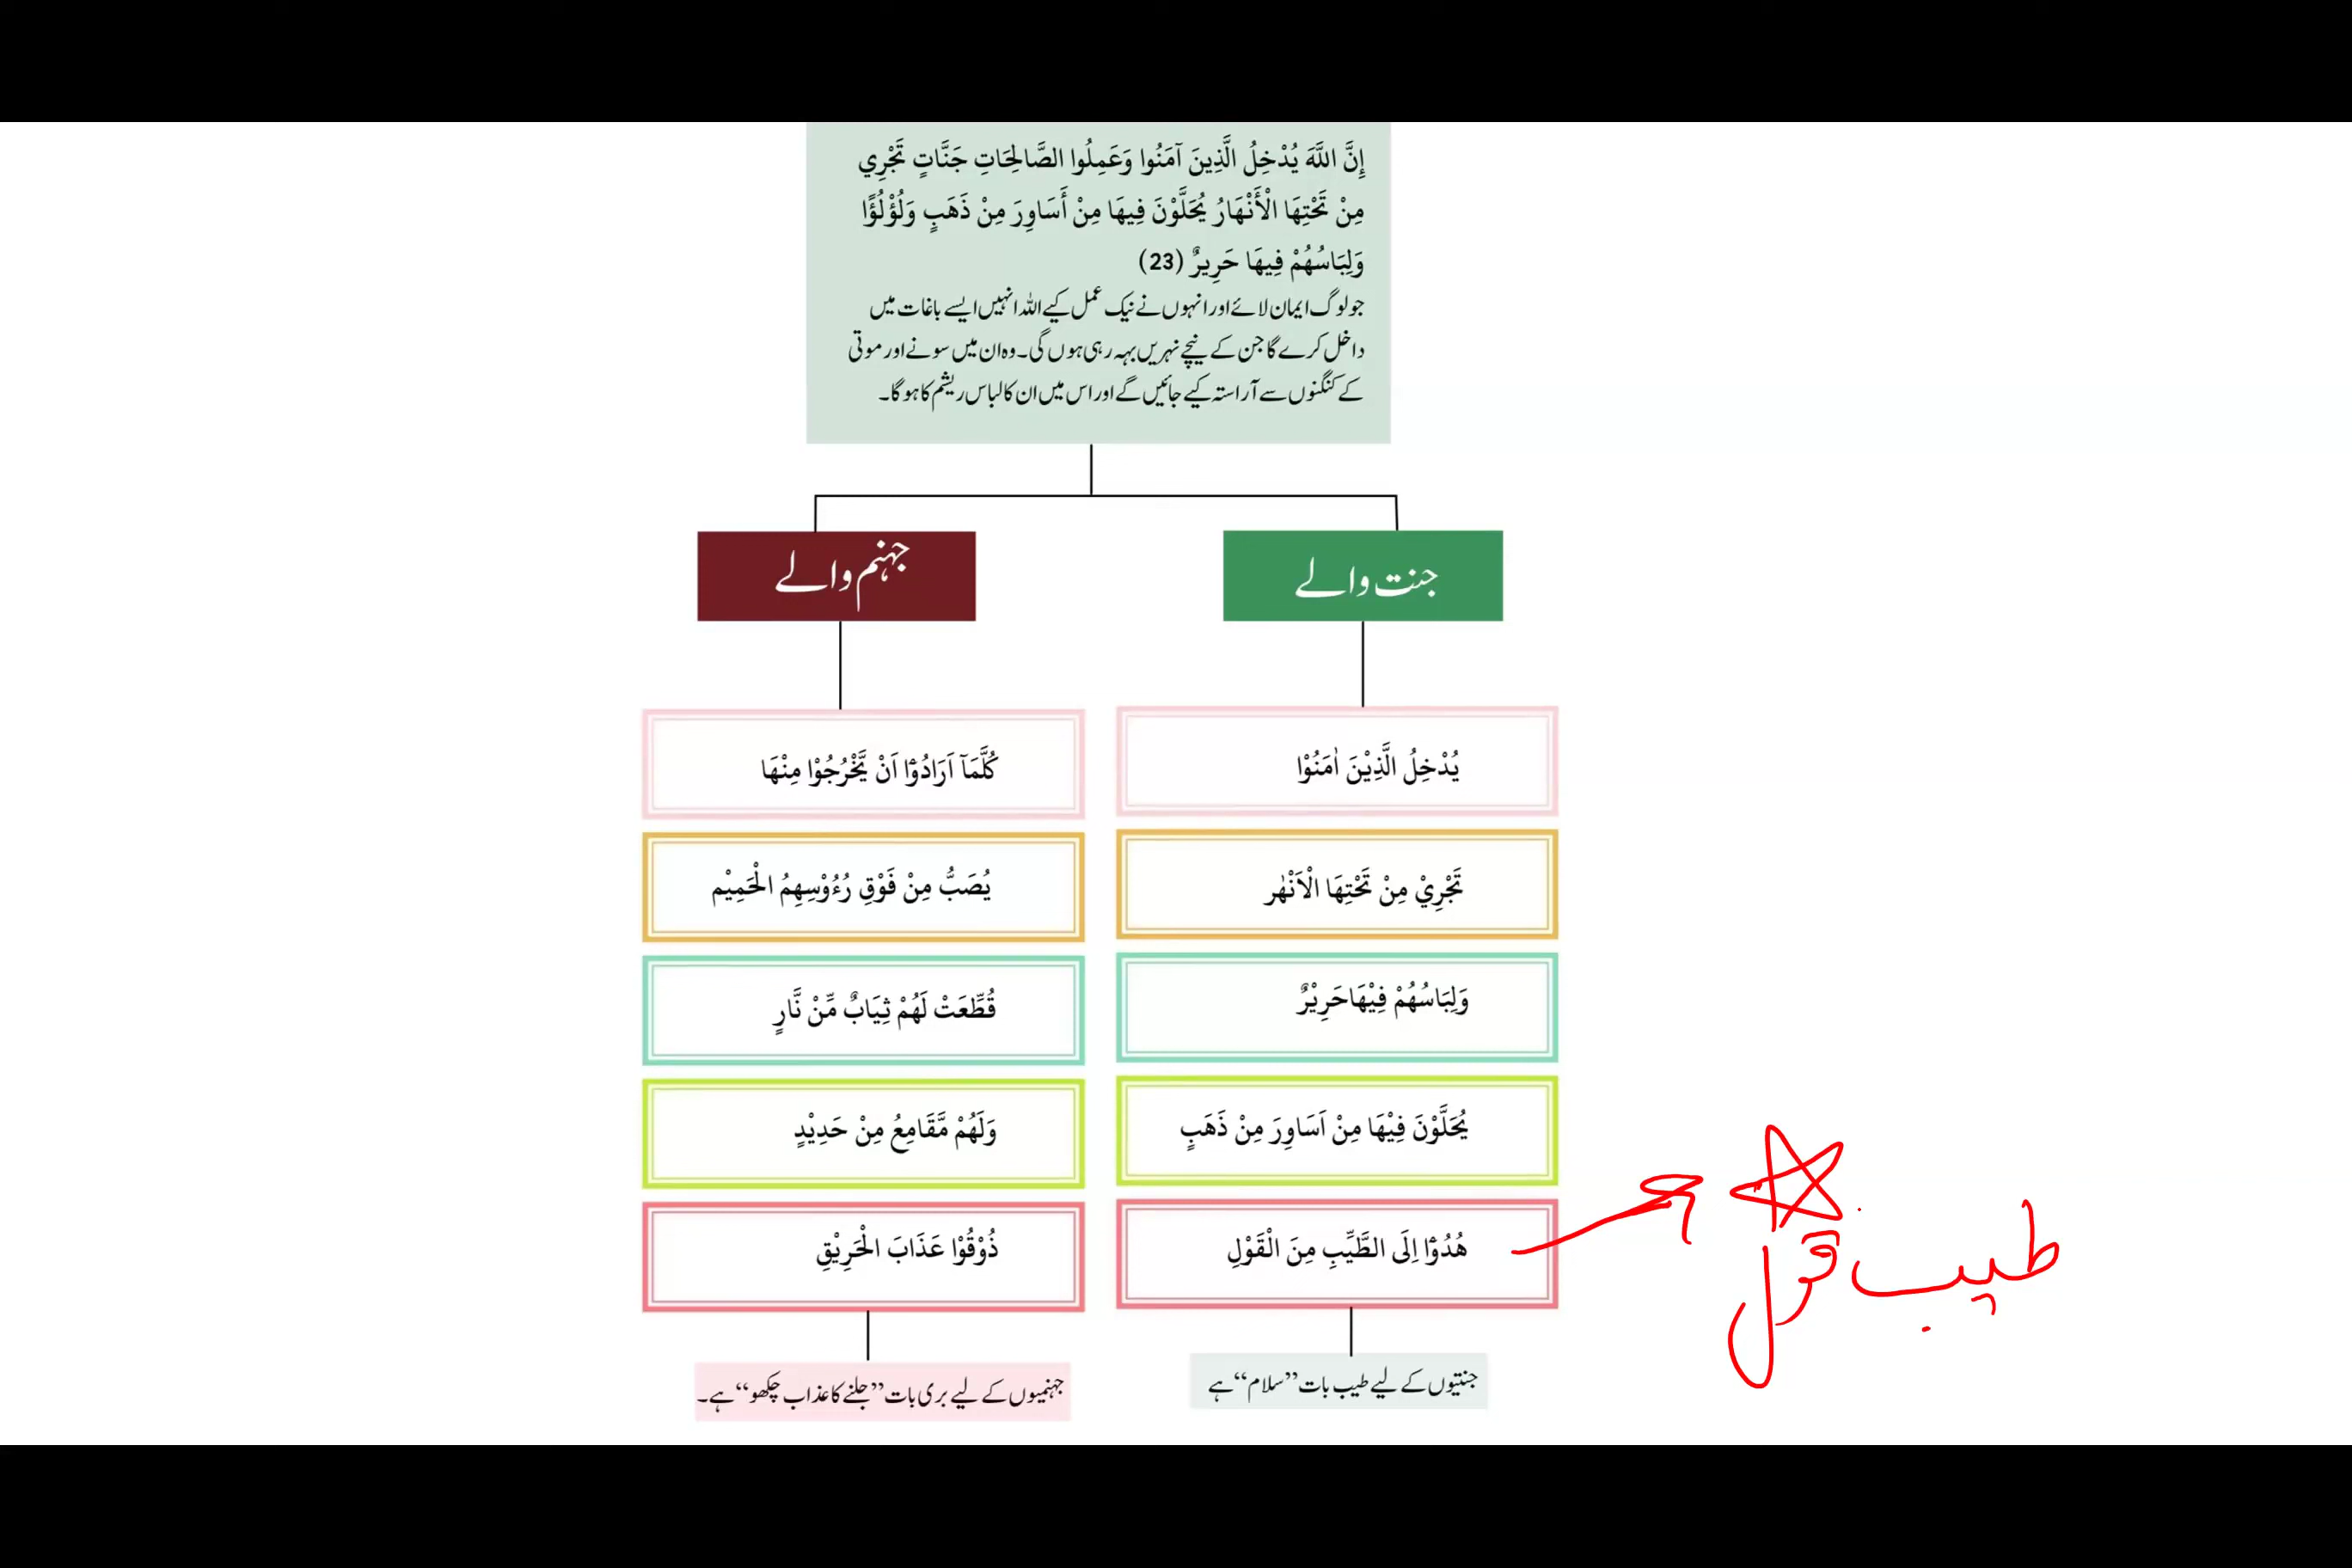 إِنَّ اللَّهَ يُدْخِلُ الَّذِينَ آمَنُوا وَعَمِلُوا الصَّالِحَاتِ جَنَّاتٍ تَجْرِي
مِنْ تَحْتِهَا الْأَنْهَارُ يُحَلَّوْنَ فِيهَا مِنْ أَسَاوِرَ مِنْ ذَهَبٍ وَلُؤْلُؤًا
وَلِبَاسُهُمْ فِيهَا حَرِيرٌ (23)
جو لوگ ایمان لائے اور انہوں نے نیک عمل کیے اللہ انہیں ایسے باغات میں
داخل کرے گا جن کے نیچے نہریں بہہ رہی ہوں گی۔ وہ ان میں سونے اور موتی
کے کنگنوں سے آراستہ کیے جائیں گے اور اس میں ان کا لباس ریشم کا ہو گا۔
جنت والے
يُدْخِلُ الَّذِيْنَ اٰمَنُوْا
تَجْرِيْ مِنْ تَحْتِهَا الْاَنْهٰر
وَلِبَاسُهُمْ فِيْهَا حَرِيْرٌ
يُحَلَّوْنَ فِيْهَا مِنْ اَسَاوِرَ مِنْ ذَهَبٍ
هُدُوْٓا اِلَى الطَّيِّبِ مِنَ الْقَوْلِ
جنتیوں کے لیے طیب بات ”سلام“ ہے
جہنم والے
كُلَّمَآ اَرَادُوْٓا اَنْ يَّخْرُجُوْا مِنْهَا
يُصَبُّ مِنْ فَوْقِ رُءُوْسِهِمُ الْحَمِيْم
قُطِّعَتْ لَهُمْ ثِيَابٌ مِّنْ نَّارٍ
وَلَهُمْ مَّقَامِعُ مِنْ حَدِيْدٍ
ذُوْقُوْا عَذَابَ الْحَرِيْقِ
جہنمیوں کے لیے بری بات ”جلنے کا عذاب چکھو“ ہے۔
طیب قول